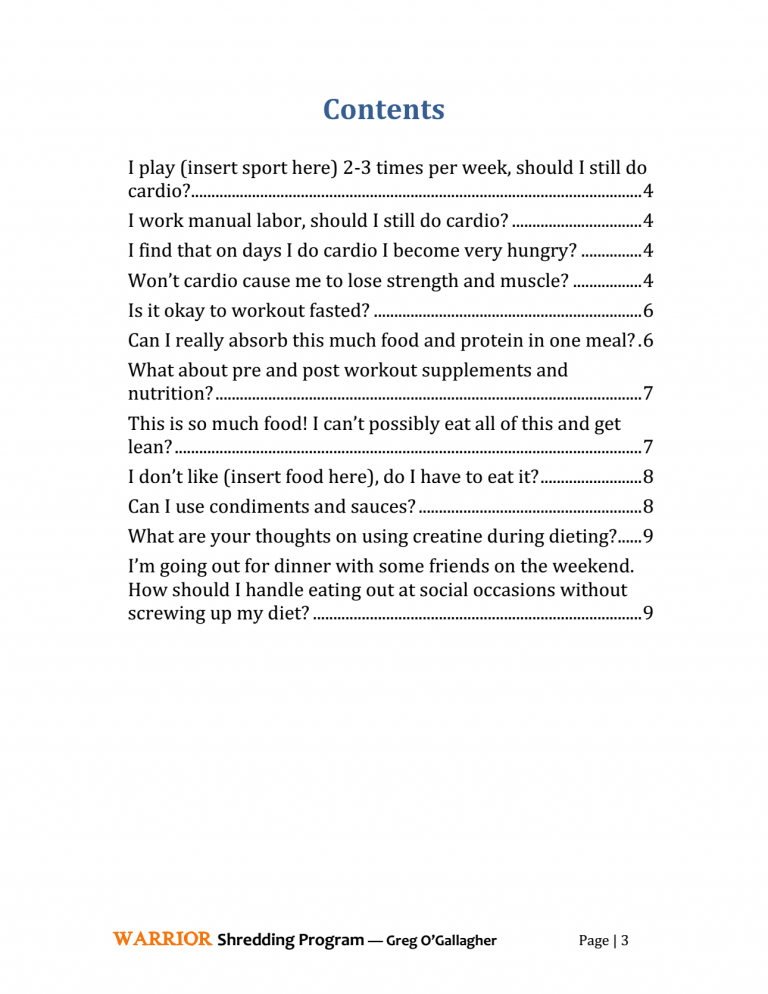 Contents
I play (insert sport here) 2-3 times per week, should I still do
cardio?..............................................................................................................4
I work manual labor, should I still do cardio? ................................4
I find that on days I do cardio I become very hungry? ...............4
Won’t cardio cause me to lose strength and muscle? .................4
Is it okay to workout fasted? ..................................................................6
Can I really absorb this much food and protein in one meal? .6
What about pre and post workout supplements and
nutrition? ........................................................................................................7
This is so much food! I can’t possibly eat all of this and get
lean? ..................................................................................................................7
I don’t like (insert food here), do I have to eat it?.........................8
Can I use condiments and sauces? .......................................................8
What are your thoughts on using creatine during dieting?......9
I’m going out for dinner with some friends on the weekend.
How should I handle eating out at social occasions without
screwing up my diet? .................................................................................9
WARRIOR Shredding Program — Greg O’Gallagher Page | 3